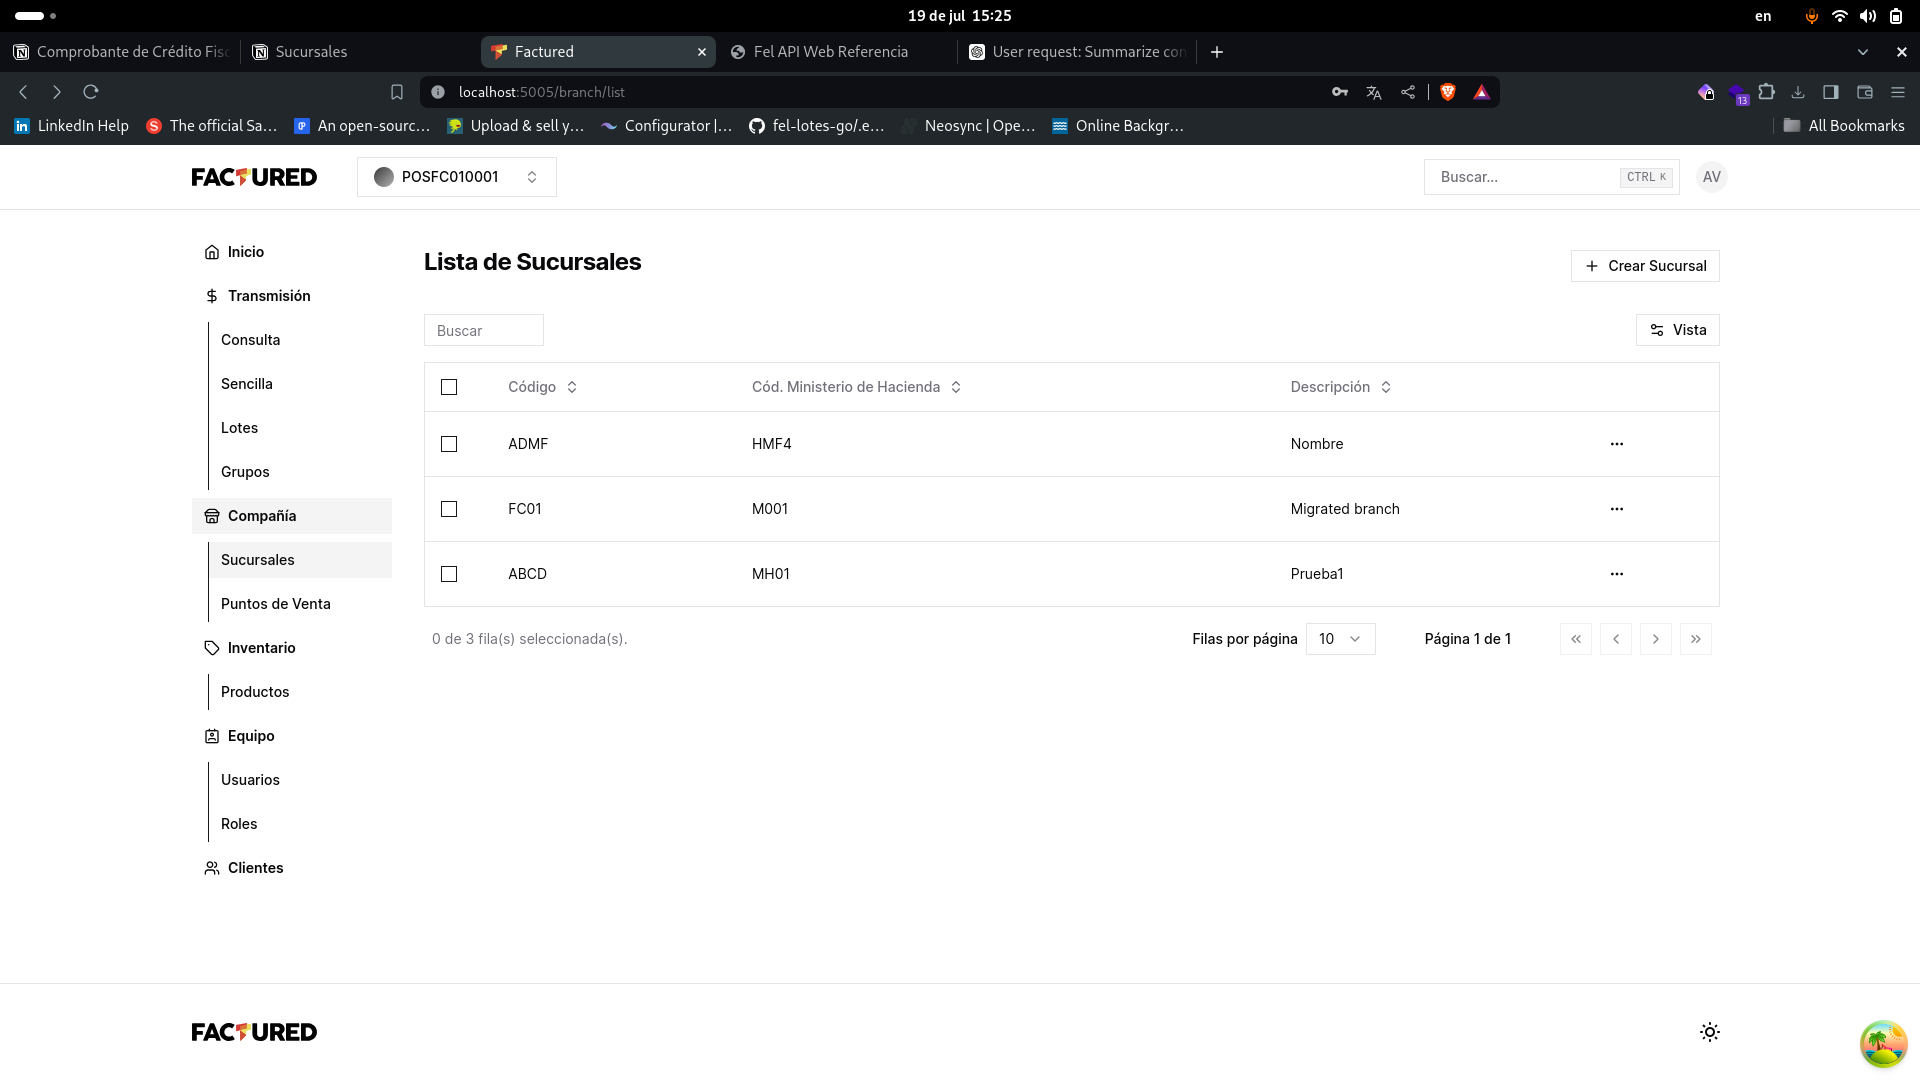 19 de jul 15:25
en
Comprobante de Crédito Fis
Sucursales
Factured
Fel API Web Referencia
User request: Summarize con
localhost:5005/branch/list
13
LinkedIn Help
The official Sa...
An open-sourc...
Upload & sell y...
Configurator |...
fel-lotes-go/.e...
Neosync | Ope...
Online Backgr...
All Bookmarks
FACTURED
POSFC010001
Buscar...
CTRL K
AV
Inicio
Transmisión
Consulta
Sencilla
Lotes
Grupos
Compañía
Sucursales
Puntos de Venta
Inventario
Productos
Equipo
Usuarios
Roles
Clientes
Lista de Sucursales
Crear Sucursal
Buscar
Vista
Código Cód. Ministerio de Hacienda Descripción
ADMF HMF4 Nombre
FC01 M001 Migrated branch
ABCD MH01 Prueba1
0 de 3 fila(s) seleccionada(s).
Filas por página 10
Página 1 de 1
FACTURED